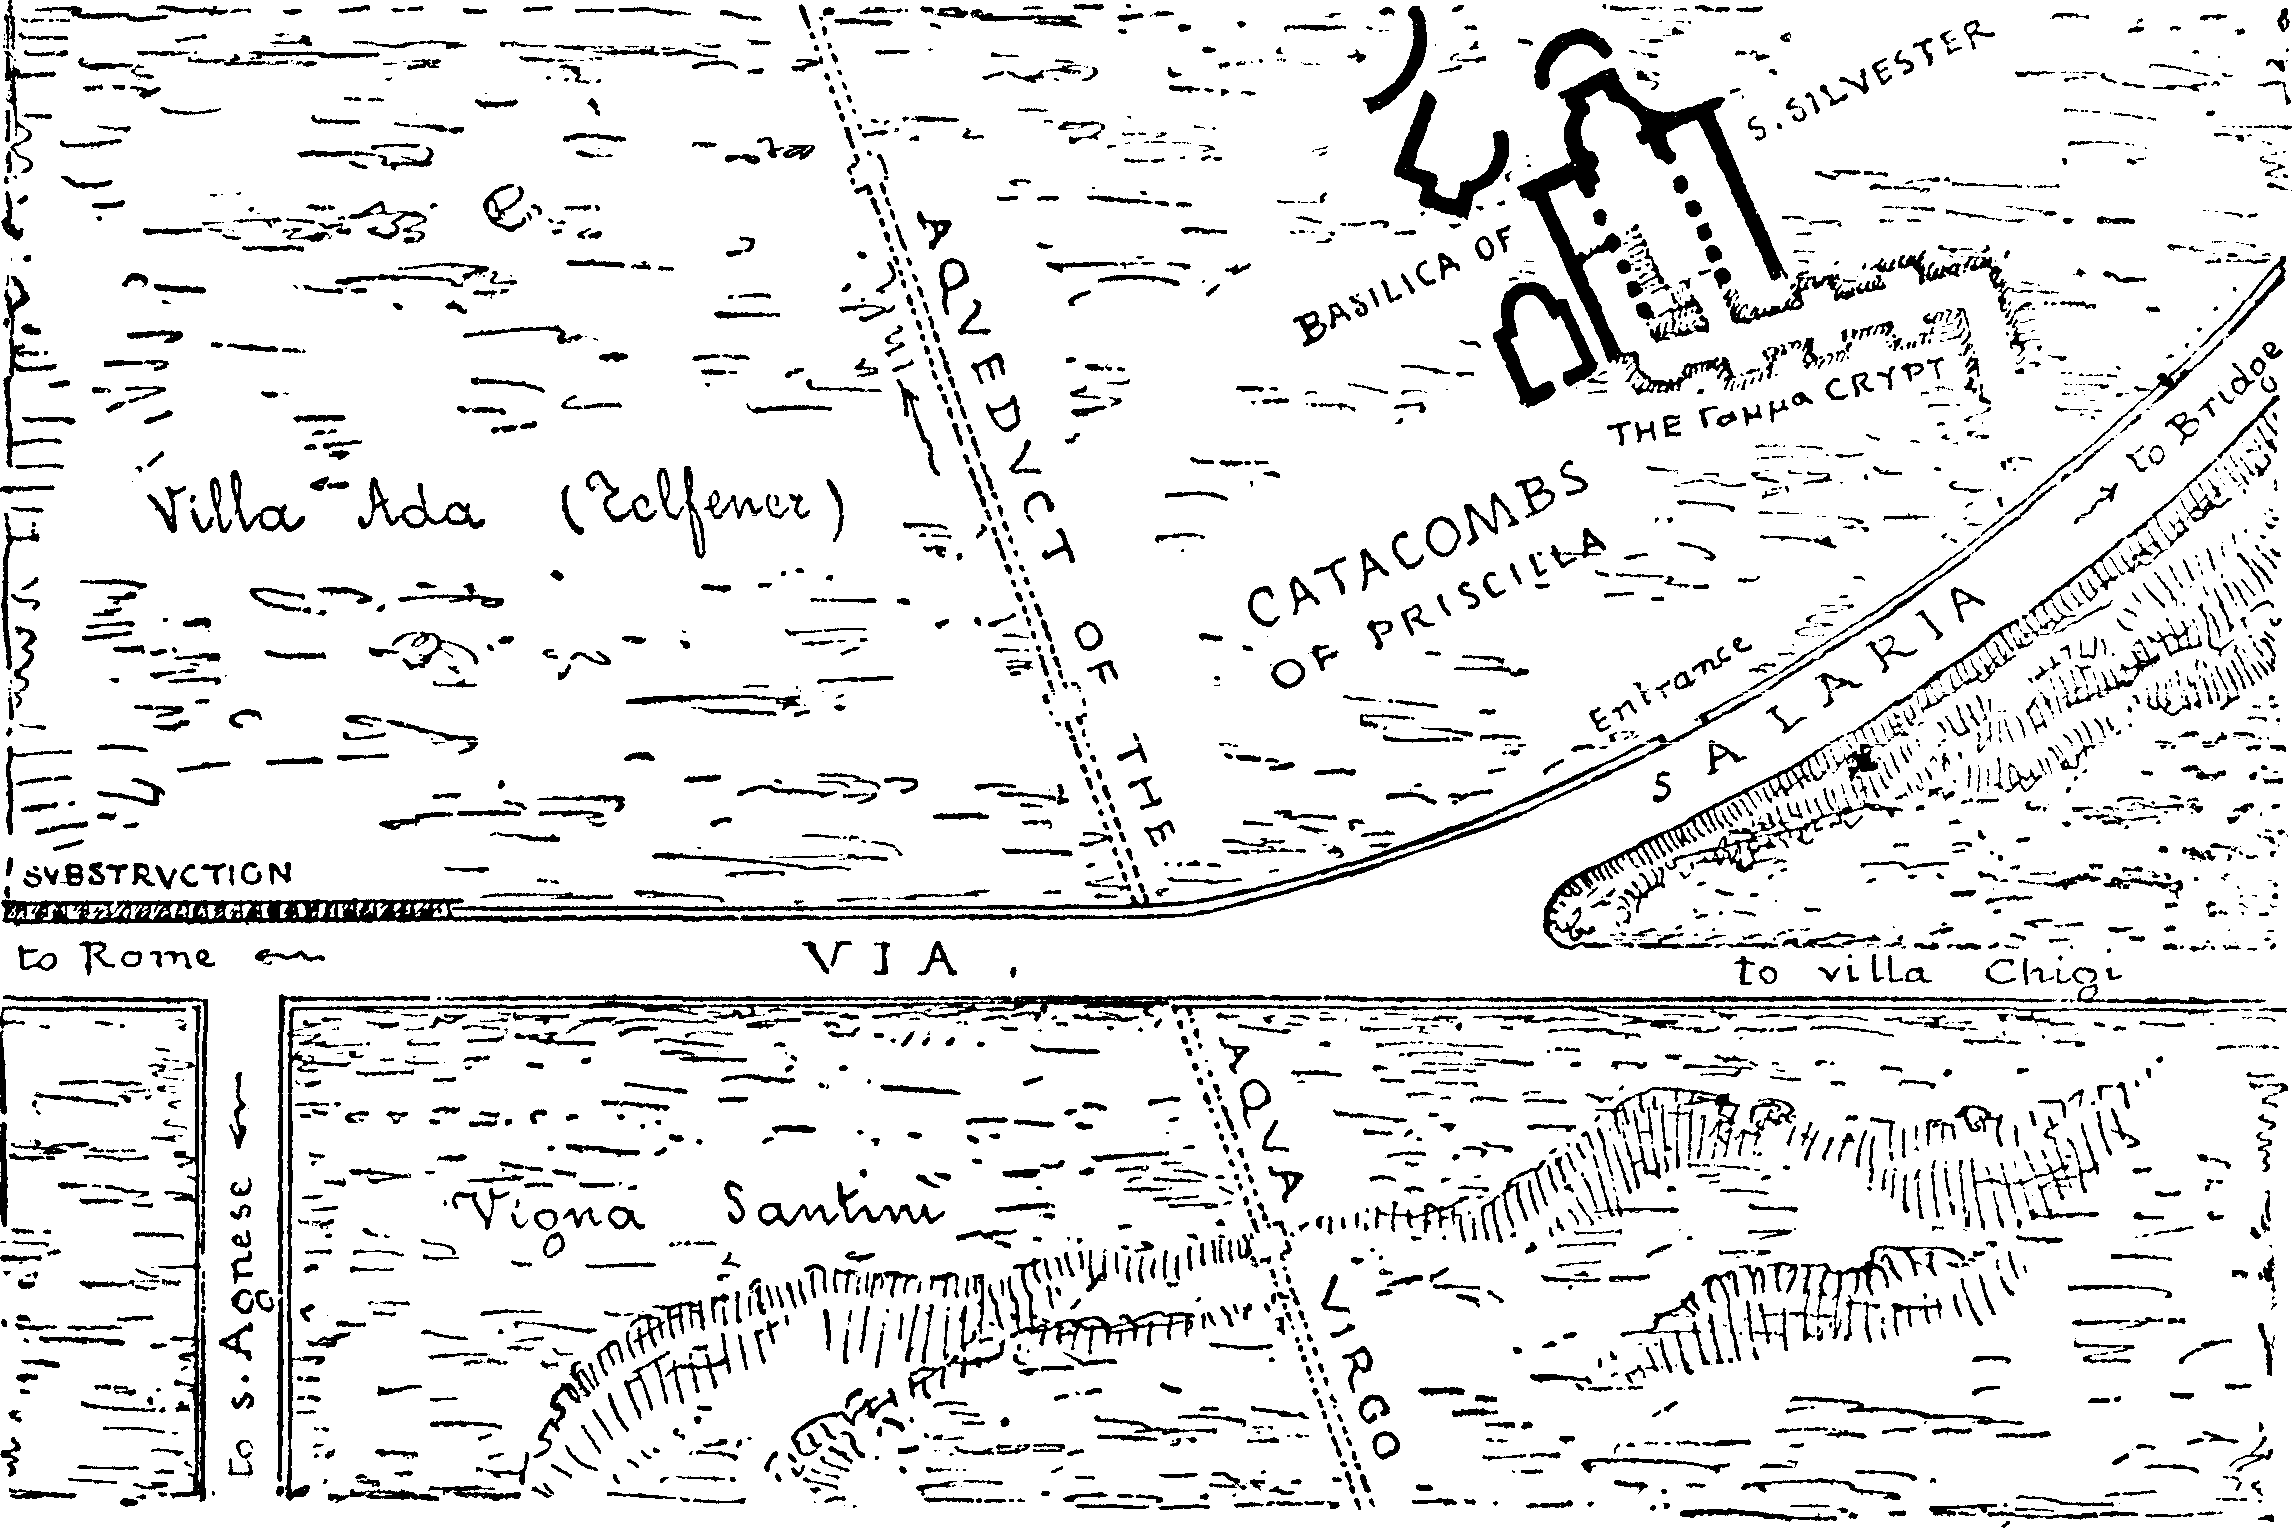 BASILICA OF
S. SILVESTER
THE Γαμμα CRYPT
AQVEDVCT OF THE
Villa Ada (Telfener)
CATACOMBS
OF PRISCILLA
to Bridge
Entrance
SALARIA
SVBSTRVCTION
to Rome
VIA
to villa Chigi
AQVA VIRGO
to S. Agnese
Vigna Santini